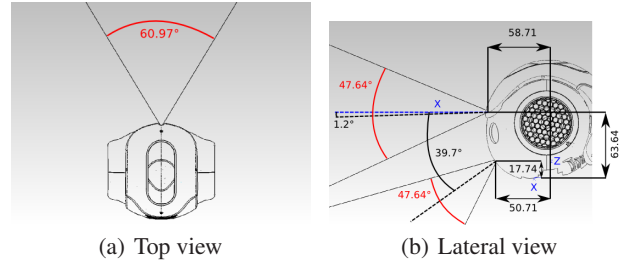 60.97°
(a) Top view
58.71
47.64°
X
1.2°
39.7°
63.64
Z
17.74
X
47.64°
50.71
(b) Lateral view